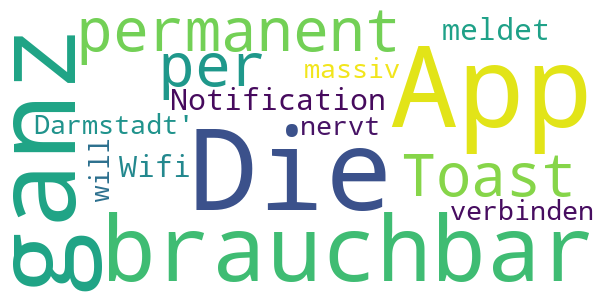 permanent
meldet
App
ganz
per
massiv
Notification
Darmstadt'
nervt
Die
Wifi
will
Toast
verbinden
brauchbar